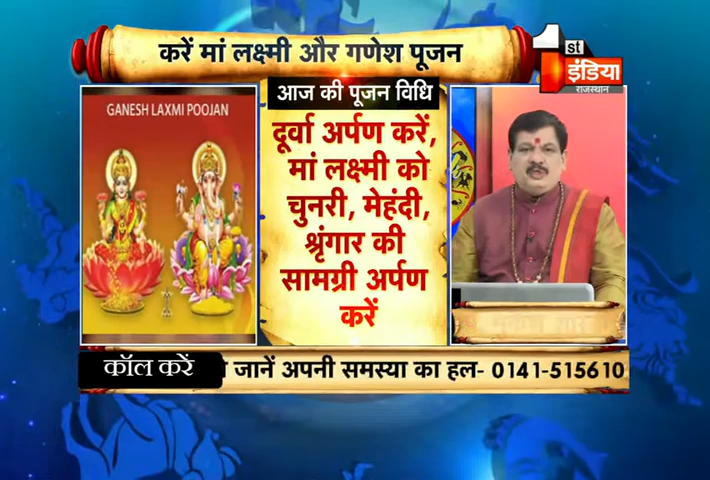 करें मां लक्ष्मी और गणेश पूजन
1st
इंडिया
राजस्थान
GANESH LAXMI POOJAN
आज की पूजन विधि
दूर्वा अर्पण करें,
मां लक्ष्मी को
चुनरी, मेहंदी,
श्रृंगार की
सामग्री अर्पण
करें
कॉल करें
जानें अपनी समस्या का हल- 0141-515610